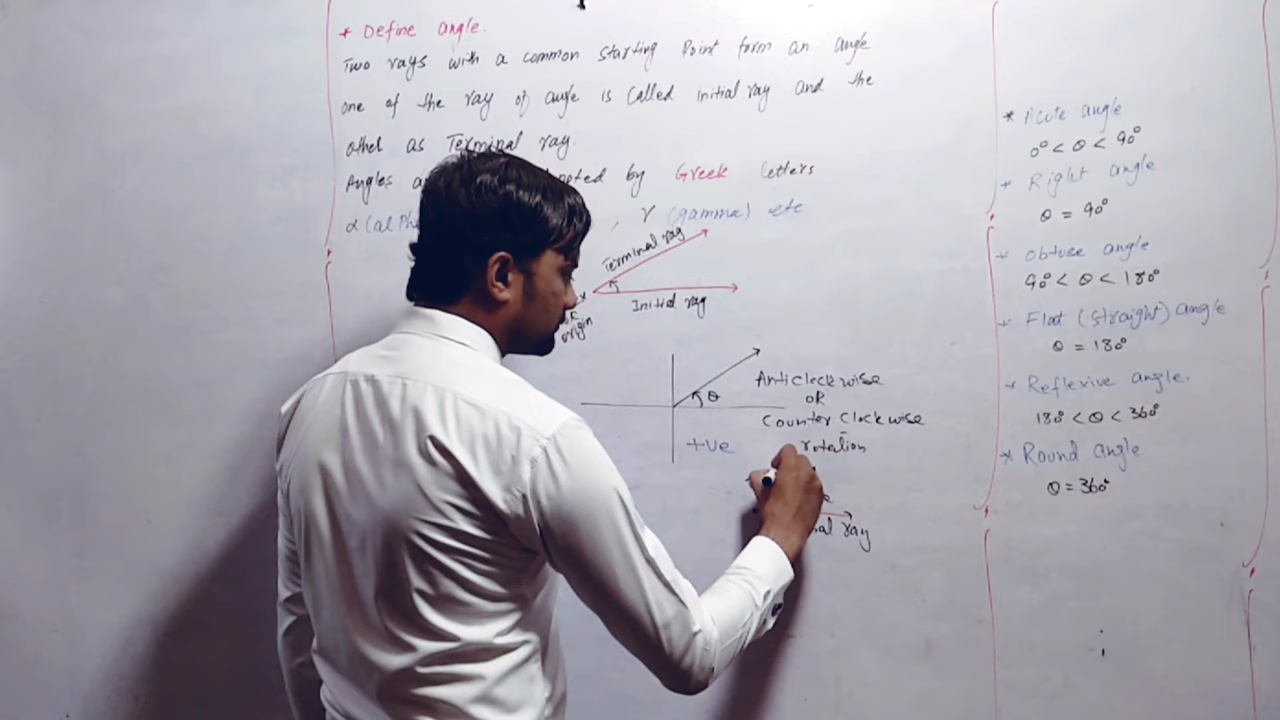 * Define angle.
Two rays with a common starting Point form an angle
one of the ray of angle is Called initial ray and the
other as Terminal ray.
Angles by Greek letters
α , γ (gamma) etc
Terminal ray
Initial ray
OR
origin
θ
Anticlockwise
OR
Counter Clockwise
rotation
+ve
ray
* Acute angle
0° < θ < 90°
* Right angle
θ = 90°
* Obtuse angle
90° < θ < 180°
* Flat (straight) angle
θ = 180°
* Reflexive angle.
180° < θ < 360°
* Round angle
θ = 360°